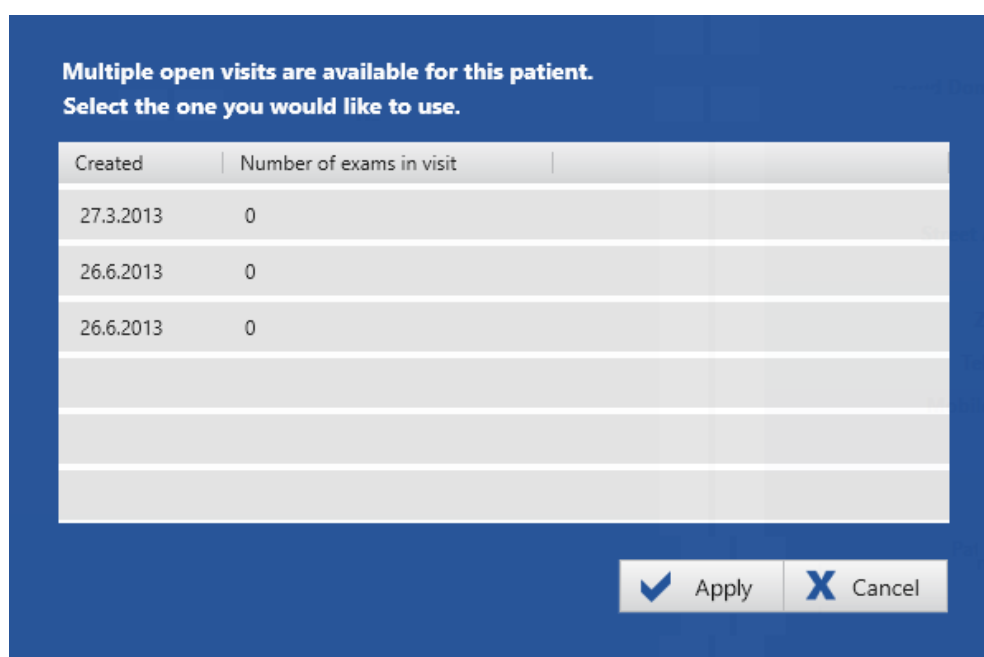 Multiple open visits are available for this patient.
Select the one you would like to use.
Created Number of exams in visit
27.3.2013 0
26.6.2013 0
26.6.2013 0
Apply Cancel